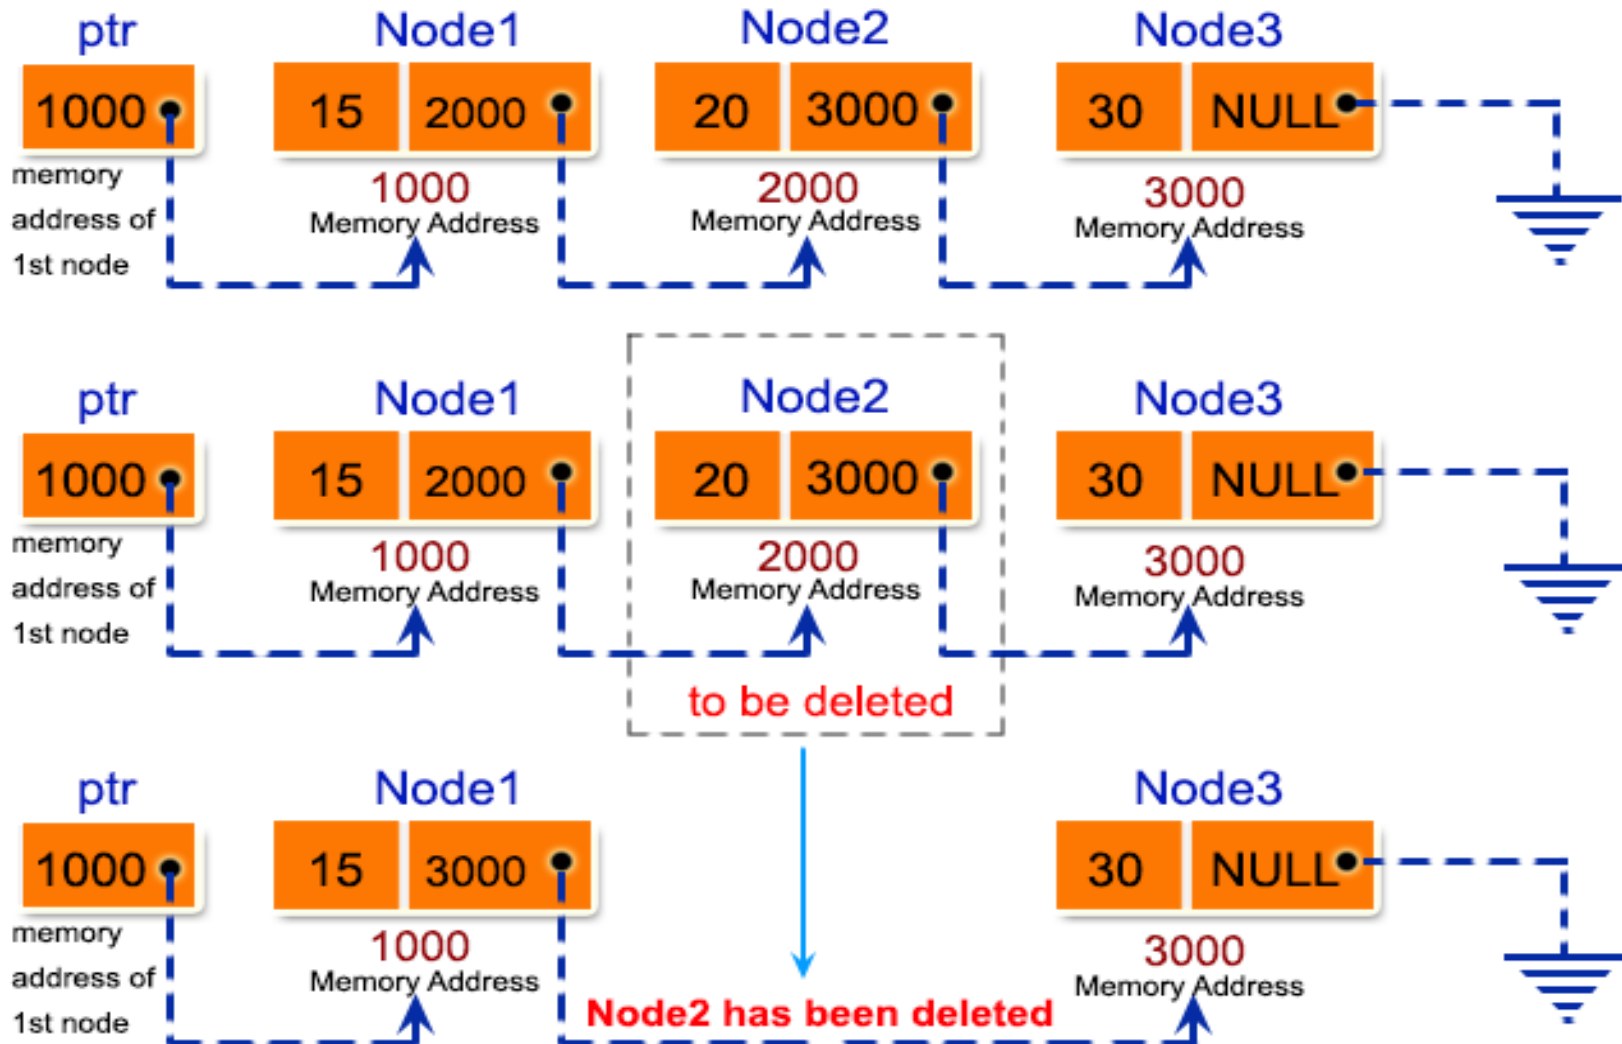 ptr Node1 Node2 Node3
1000 15 2000 20 3000 30 NULL
memory
address of
1st node
1000
Memory Address
2000
Memory Address
3000
Memory Address
ptr Node1 Node2 Node3
1000 15 2000 20 3000 30 NULL
memory
address of
1st node
1000
Memory Address
2000
Memory Address
3000
Memory Address
to be deleted
ptr Node1 Node3
1000 15 3000 30 NULL
memory
address of
1st node
1000
Memory Address
3000
Memory Address
Node2 has been deleted